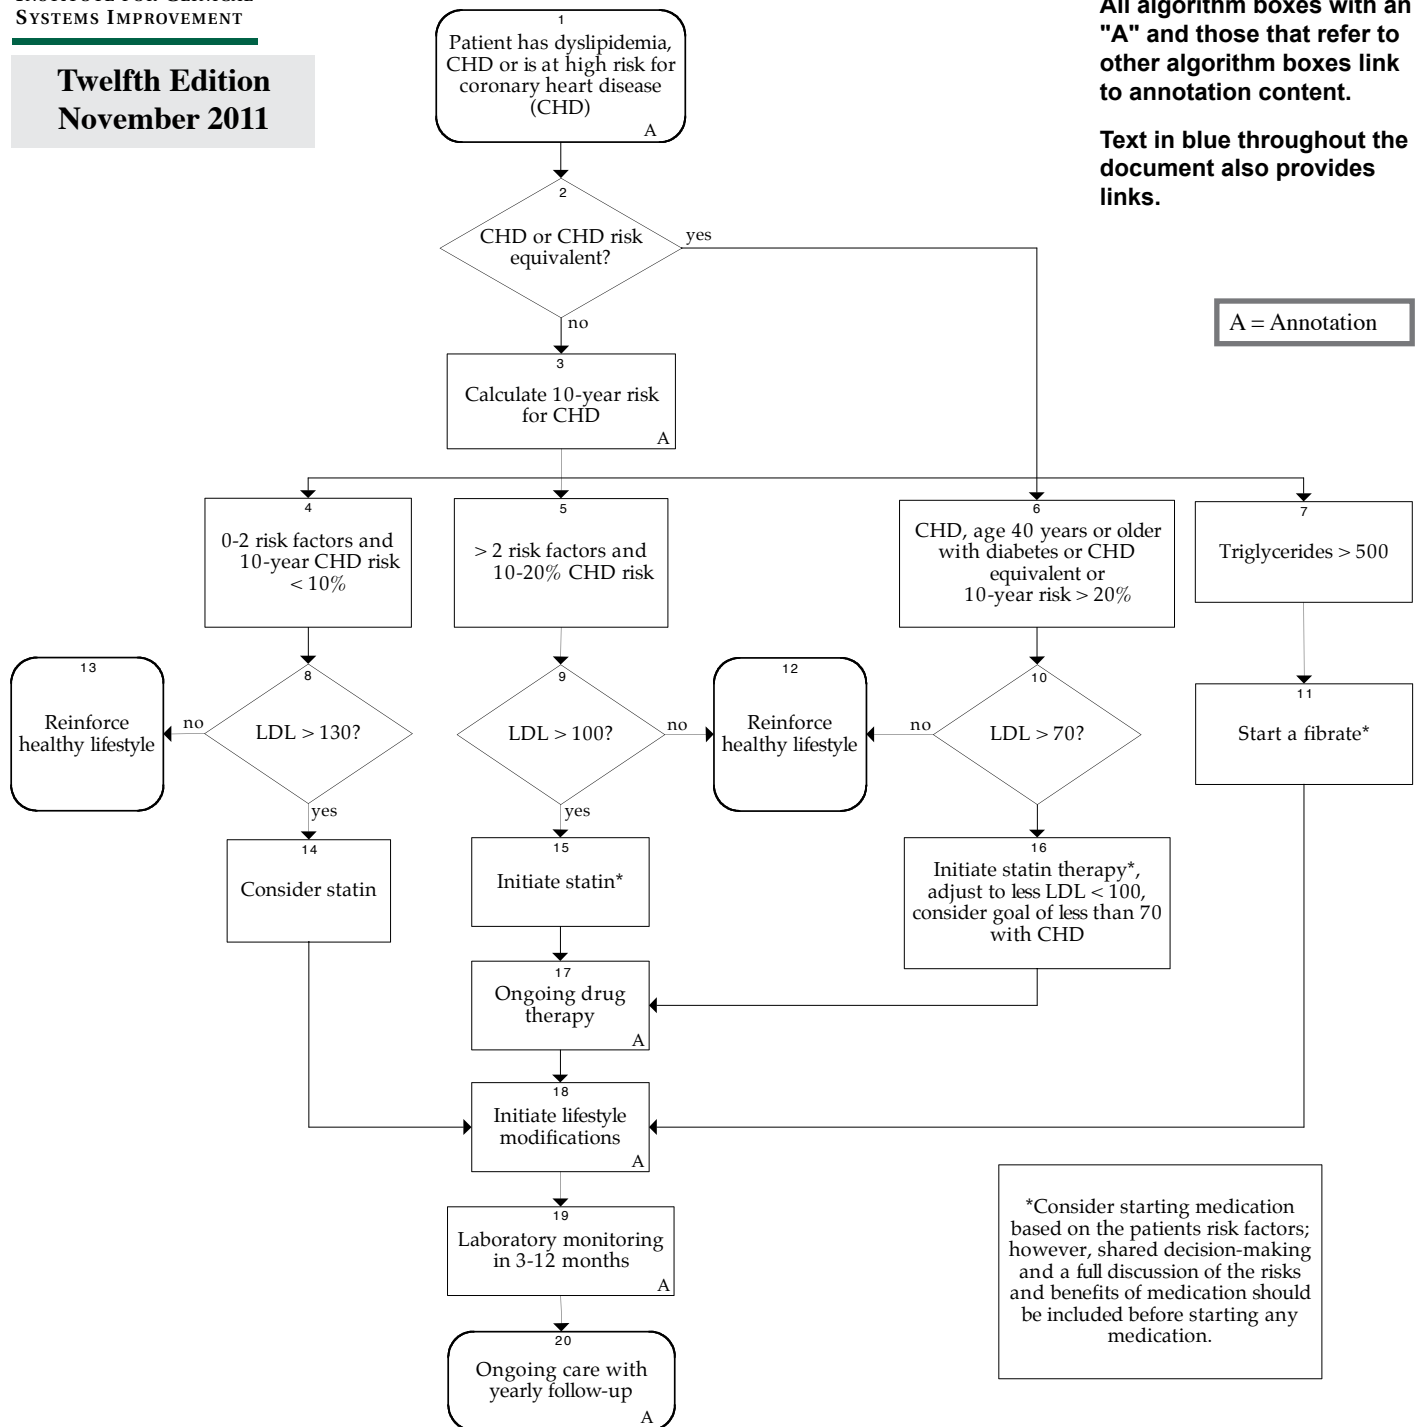 INSTITUTE FOR CLINICAL
SYSTEMS IMPROVEMENT
Twelfth Edition
November 2011
All algorithm boxes with an
"A" and those that refer to
other algorithm boxes link
to annotation content.
Text in blue throughout the
document also provides
links.
A = Annotation
1
Patient has dyslipidemia,
CHD or is at high risk for
coronary heart disease
(CHD)
A
2
CHD or CHD risk
equivalent?
yes
no
3
Calculate 10-year risk
for CHD
A
4
0-2 risk factors and
10-year CHD risk
< 10%
5
> 2 risk factors and
10-20% CHD risk
6
CHD, age 40 years or older
with diabetes or CHD
equivalent or
10-year risk > 20%
7
Triglycerides > 500
13
Reinforce
healthy lifestyle
no
8
LDL > 130?
yes
9
LDL > 100?
no
yes
12
Reinforce
healthy lifestyle
no
10
LDL > 70?
11
Start a fibrate*
14
Consider statin
15
Initiate statin*
16
Initiate statin therapy*,
adjust to less LDL < 100,
consider goal of less than 70
with CHD
17
Ongoing drug
therapy
A
18
Initiate lifestyle
modifications
A
19
Laboratory monitoring
in 3-12 months
A
20
Ongoing care with
yearly follow-up
A
*Consider starting medication
based on the patients risk factors;
however, shared decision-making
and a full discussion of the risks
and benefits of medication should
be included before starting any
medication.